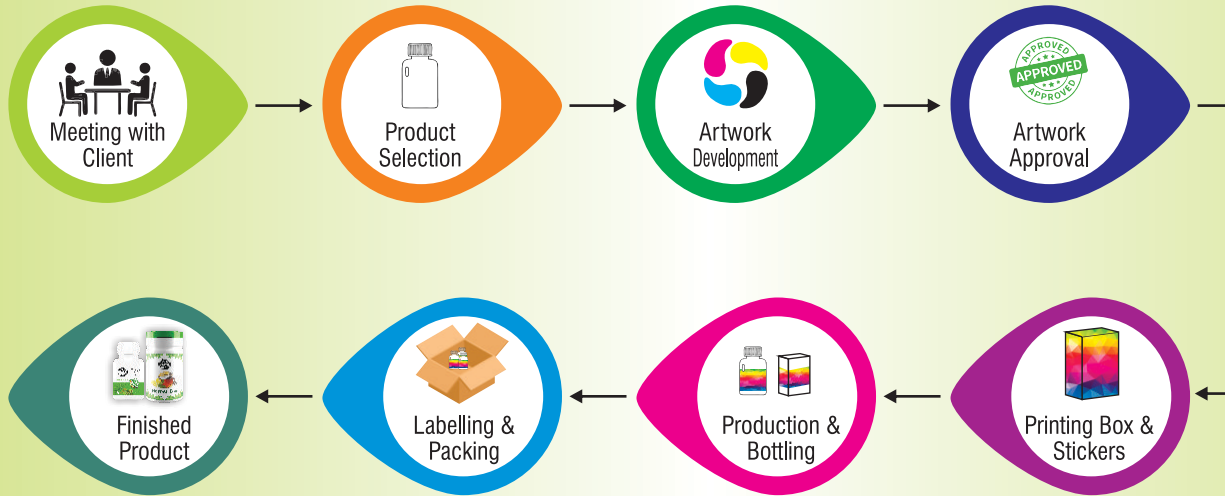 Meeting with
Client
Product
Selection
Artwork
Development
APPROVED
APPROVED
APPROVED
Artwork
Approval
Finished
Product
Labelling &
Packing
Production &
Bottling
Printing Box &
Stickers